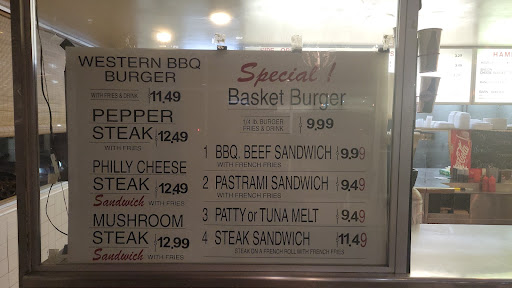 WESTERN BBQ
BURGER
WITH FRIES & DRINK 11,49
PEPPER
STEAK 12,49
WITH FRIES
PHILLY CHEESE
STEAK 12,49
Sandwich WITH FRIES
MUSHROOM
STEAK 12,99
Sandwich WITH FRIES
Special!
Basket Burger
1/4 lb. BURGER
FRIES & DRINK 9,99
1 BBQ. BEEF SANDWICH 9,99
WITH FRENCH FRIES
2 PASTRAMI SANDWICH 9,49
WITH FRENCH FRIES
3 PATTY or TUNA MELT 9,49
4 STEAK SANDWICH 11,49
STEAK ON A FRENCH ROLL WITH FRENCH FRIES